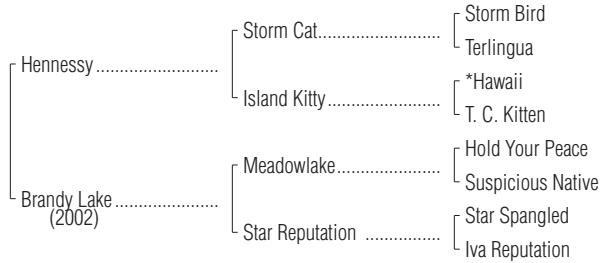 Storm Bird
Storm Cat..................................
Terlingua
Hennessy...........................
*Hawaii
Island Kitty...............................
T. C. Kitten
Hold Your Peace
Meadowlake............................
Suspicious Native
Brandy Lake.......................
(2002)
Star Spangled
Star Reputation ....................
Iva Reputation